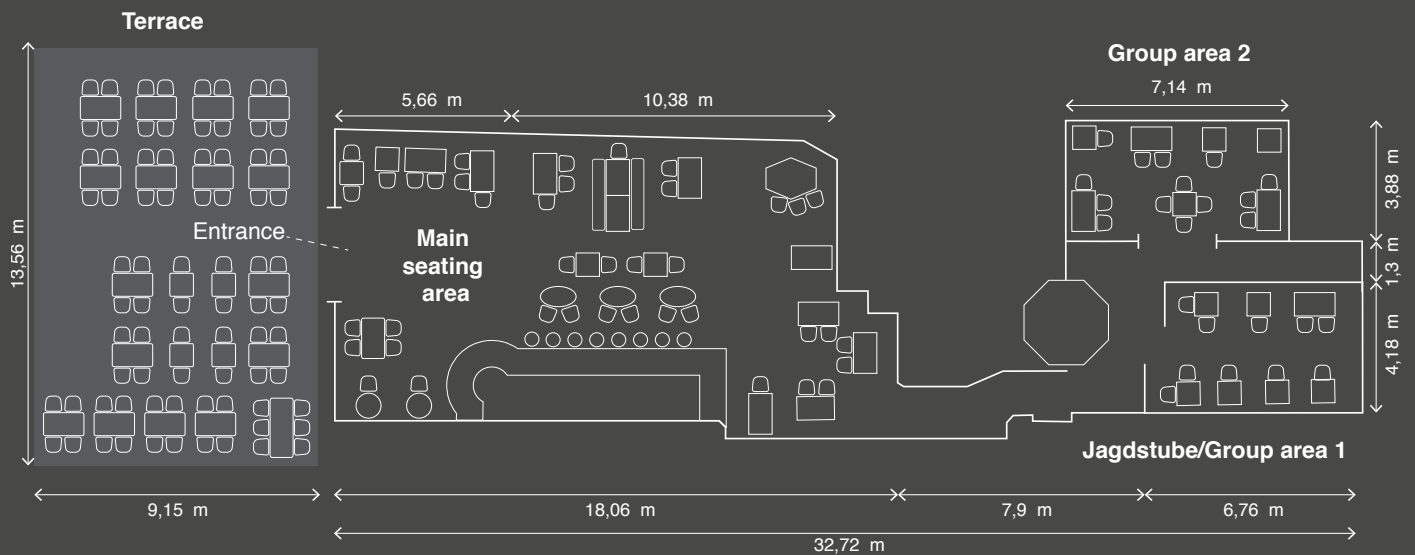 Terrace
Group area 2
7,14 m
5,66 m
10,38 m
3,88 m
13,56 m
Entrance
Main
seating
area
1,3 m
4,18 m
Jagdstube/Group area 1
9,15 m
18,06 m
7,9 m
6,76 m
32,72 m